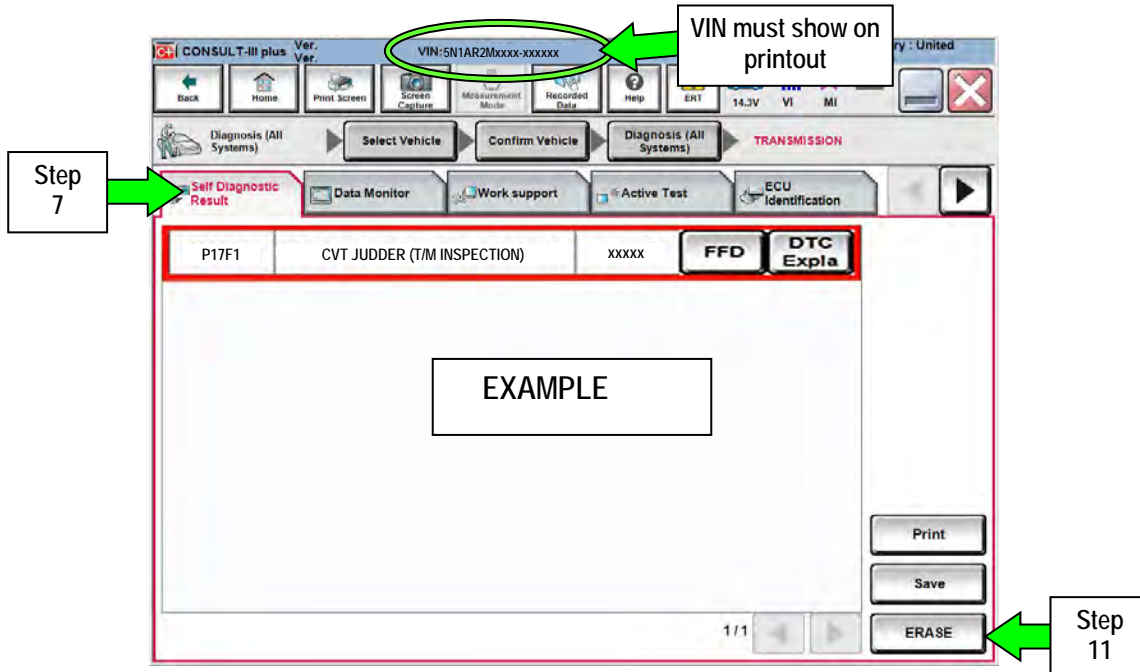 VIN must show on
printout
CONSULT-III plus
Ver.
Ver.
VIN:5N1AR2Mxxxx-xxxxxx
ry : United
Back
Home
Print Screen
Screen
Capture
Measurement
Mode
Recorded
Data
Help
ERT
14.3V
VI
MI
Diagnosis (All
Systems)
Select Vehicle
Confirm Vehicle
Diagnosis (All
Systems)
TRANSMISSION
Step
7
Self Diagnostic
Result
Data Monitor
Work support
Active Test
ECU
Identification
P17F1
CVT JUDDER (T/M INSPECTION)
xxxxx
FFD
DTC
Expla
EXAMPLE
Print
Save
1/1
ERASE
Step
11